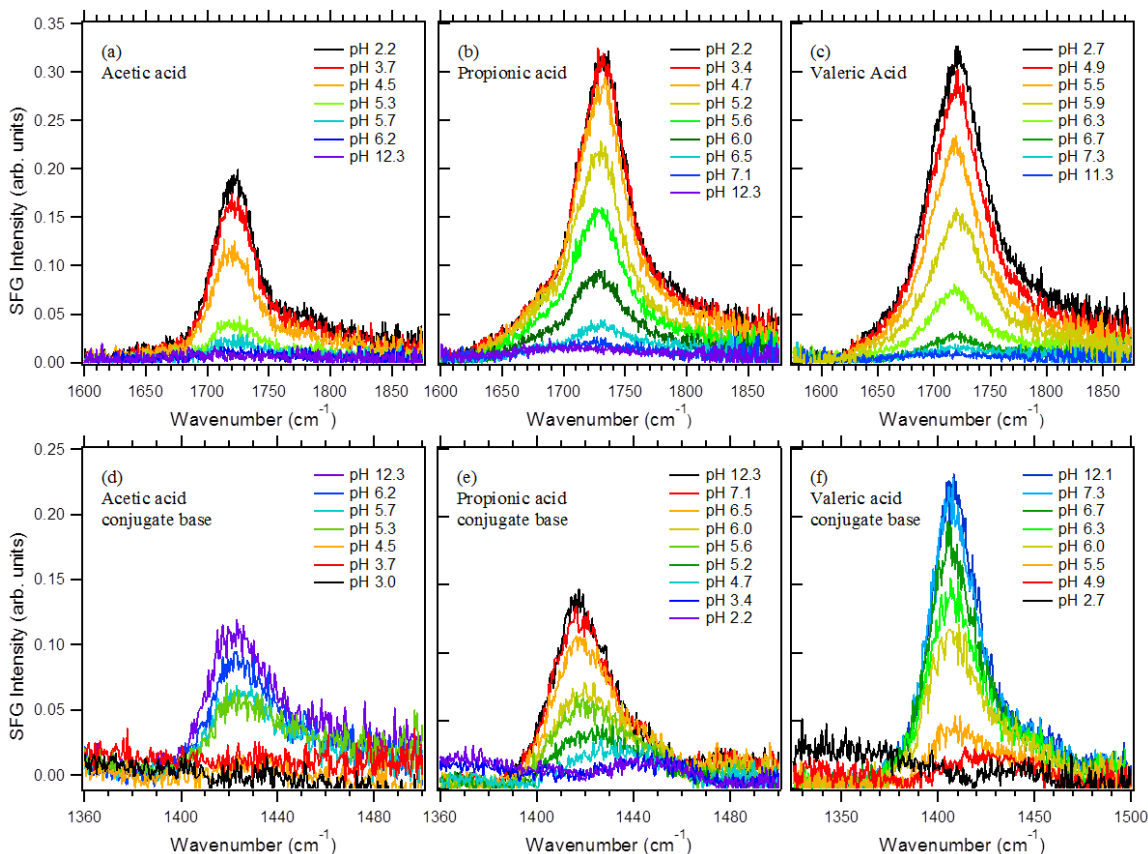 SFG Intensity (arb. units)
0.35
0.30
0.25
0.20
0.15
0.10
0.05
0.00
(a)
Acetic acid
pH 2.2
pH 3.7
pH 4.5
pH 5.3
pH 5.7
pH 6.2
pH 12.3
1600 1650 1700 1750 1800 1850
Wavenumber (cm⁻¹)
(b)
Propionic acid
pH 2.2
pH 3.4
pH 4.7
pH 5.2
pH 5.6
pH 6.0
pH 6.5
pH 7.1
pH 12.3
1600 1650 1700 1750 1800 1850
Wavenumber (cm⁻¹)
(c)
Valeric Acid
pH 2.7
pH 4.9
pH 5.5
pH 5.9
pH 6.3
pH 6.7
pH 7.3
pH 11.3
1600 1650 1700 1750 1800 1850
Wavenumber (cm⁻¹)
SFG Intensity (arb. units)
0.20
0.25
0.15
0.10
0.05
0.00
(d)
Acetic acid
conjugate base
pH 12.3
pH 6.2
pH 5.7
pH 5.3
pH 4.5
pH 3.7
pH 3.0
1360 1400 1440 1480
Wavenumber (cm⁻¹)
(e)
Propionic acid
conjugate base
pH 12.3
pH 7.1
pH 6.5
pH 6.0
pH 5.6
pH 5.2
pH 4.7
pH 3.4
pH 2.2
1360 1400 1440 1480
Wavenumber (cm⁻¹)
(f)
Valeric acid
conjugate base
pH 12.1
pH 7.3
pH 6.7
pH 6.3
pH 6.0
pH 5.5
pH 4.9
pH 2.7
1350 1400 1450 1500
Wavenumber (cm⁻¹)